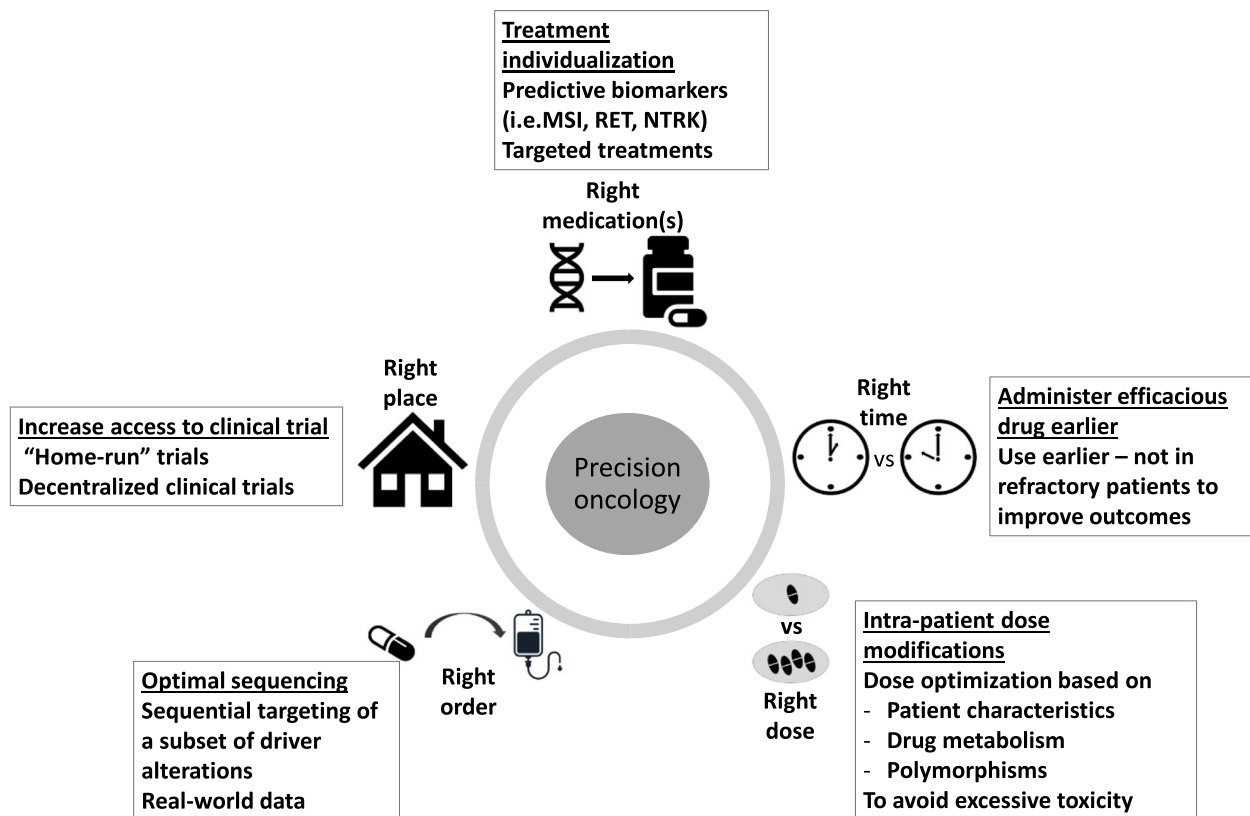 Treatment
individualization
Predictive biomarkers
(i.e.MSI, RET, NTRK)
Targeted treatments
Right
medication(s)
Right
place
Increase access to clinical trial
“Home-run” trials
Decentralized clinical trials
Precision
oncology
Right
time
vs
Administer efficacious
drug earlier
Use earlier – not in
refractory patients to
improve outcomes
Optimal sequencing
Sequential targeting of
a subset of driver
alterations
Real-world data
Right
order
vs
Right
dose
Intra-patient dose
modifications
Dose optimization based on
- Patient characteristics
- Drug metabolism
- Polymorphisms
To avoid excessive toxicity